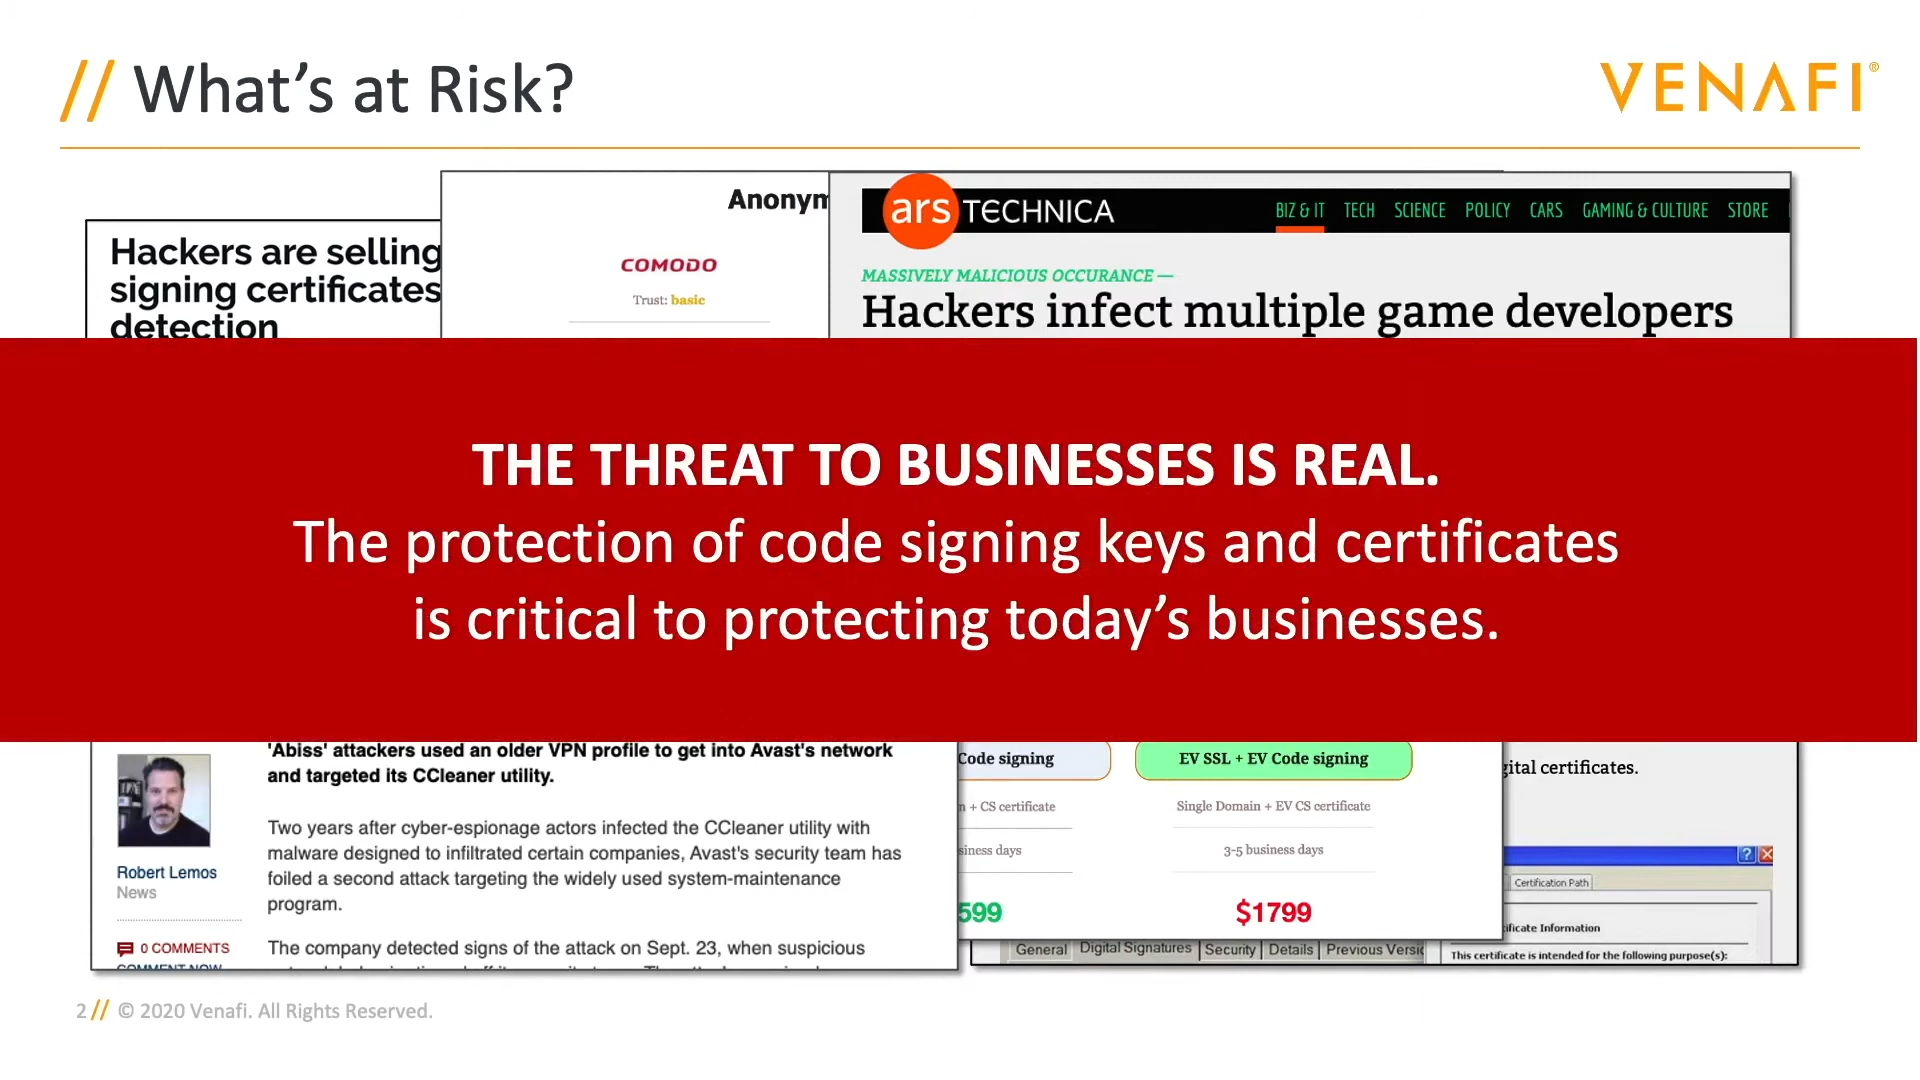 // What's at Risk?
VENAFI®
Hackers are selling
signing certificates
detection
COMODO
Trust: basic
ars TECHNICA
BIZ & IT TECH SCIENCE POLICY CARS GAMING & CULTURE STORE
MASSIVELY MALICIOUS OCCURANCE —
Hackers infect multiple game developers
THE THREAT TO BUSINESSES IS REAL.
The protection of code signing keys and certificates
is critical to protecting today's businesses.
'Abiss' attackers used an older VPN profile to get into Avast's network
and targeted its CCleaner utility.
Robert Lemos
News
0 COMMENTS
COMMENT NOW
Two years after cyber-espionage actors infected the CCleaner utility with
malware designed to infiltrated certain companies, Avast's security team has
foiled a second attack targeting the widely used system-maintenance
program.
The company detected signs of the attack on Sept. 23, when suspicious
Code signing
+ CS certificate
days
599
EV SSL + EV Code signing
Single Domain + EV CS certificate
3-5 business days
$1799
certificates.
Certification Path
Information
This certificate is intended for the following purpose(s):
General Digital Signatures Security Details Previous
2 // © 2020 Venafi. All Rights Reserved.